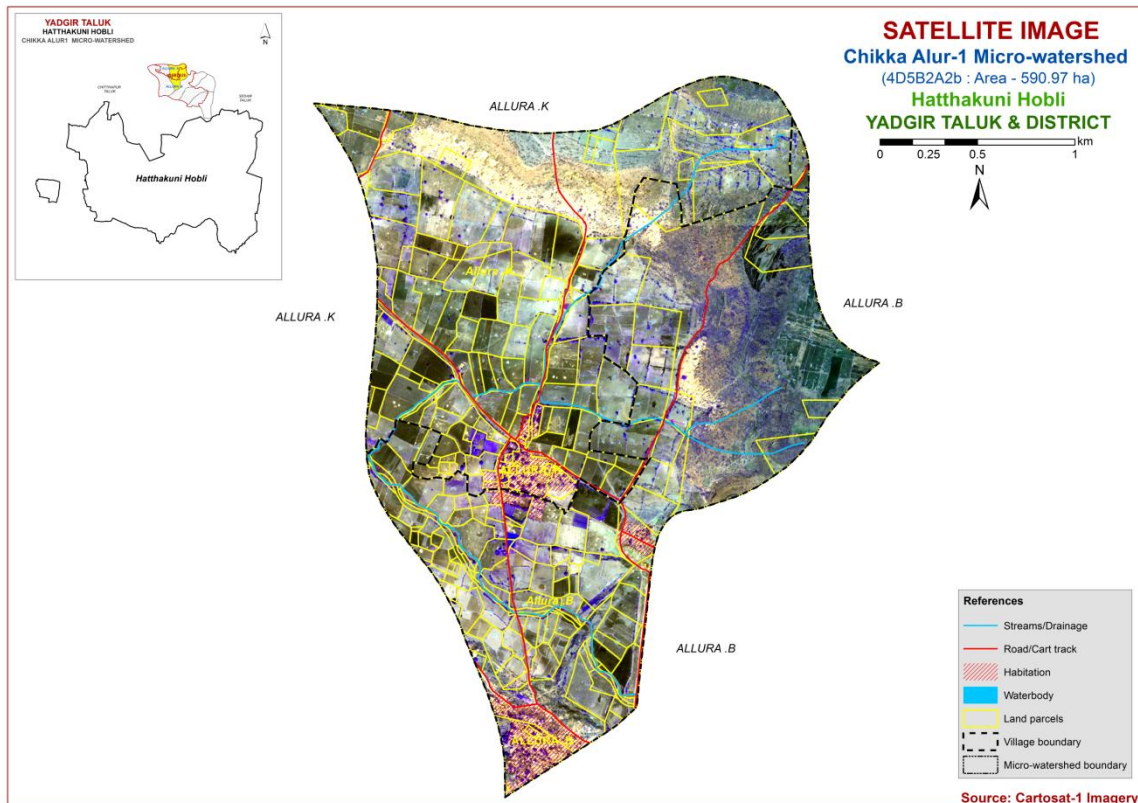 YADGIR TALUK
HATTHAKUNI HOBLI
CHIKKA ALUR1 MICRO-WATERSHED
N
Hatthakuni Hobli
SATELLITE IMAGE
Chikka Alur-1 Micro-watershed
(4D5B2A2b : Area - 590.97 ha)
Hatthakuni Hobli
YADGIR TALUK & DISTRICT
km
0 0.25 0.5 1
N
ALLURA .K
ALLURA .K
ALLURA .B
ALLURA .B
Allura .B
References
Streams/Drainage
Road/Cart track
Habitation
Waterbody
Land parcels
Village boundary
Micro-watershed boundary
Source: Cartosat-1 Imagery